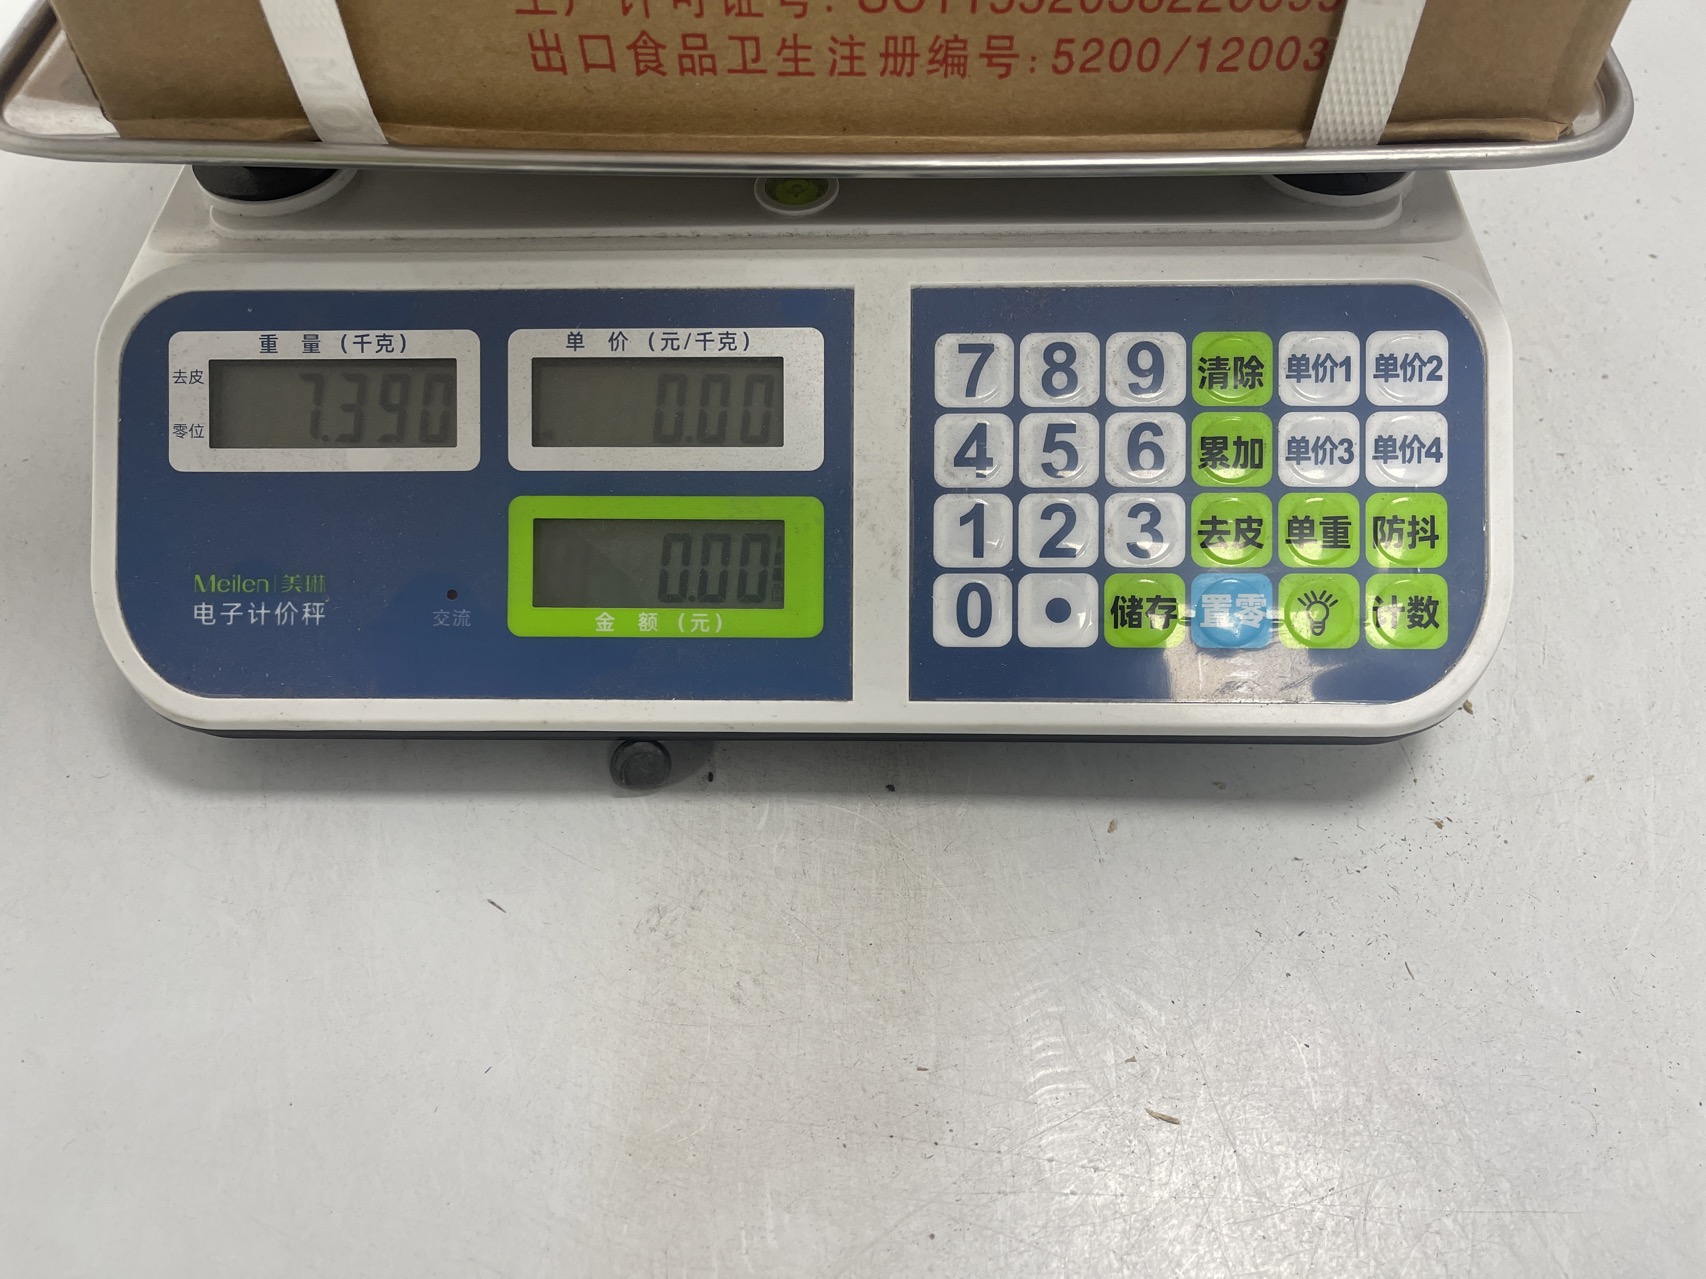 出口食品卫生注册编号:5200/12003
重 量 (千克)
去皮
零位
7.390
单 价 (元/千克)
0.00
0.00
金 额 (元)
Meilen|美琳
电子计价秤
交流
7 8 9 清除 单价1 单价2
4 5 6 累加 单价3 单价4
1 2 3 去皮 单重 防抖
0 • 储存 置零 计数